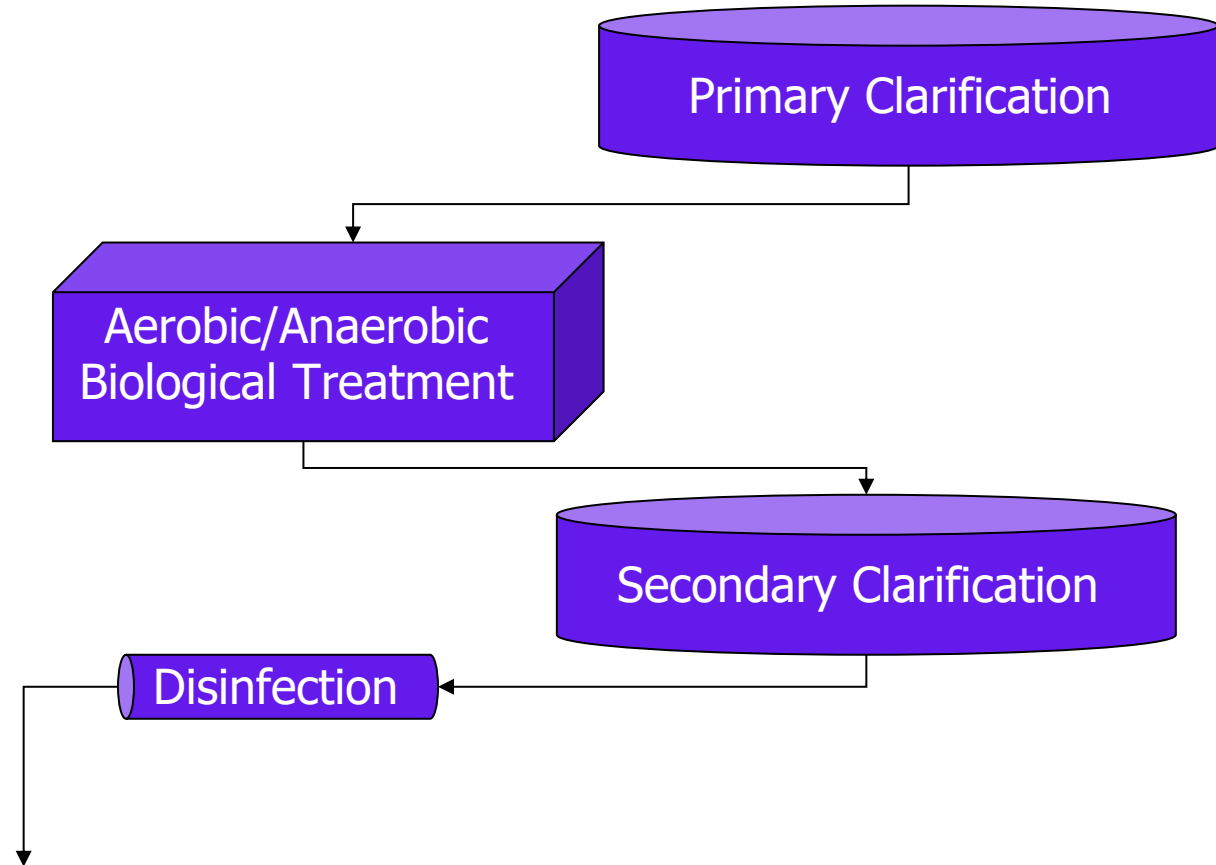 Primary Clarification
Aerobic/Anaerobic
Biological Treatment
Secondary Clarification
Disinfection